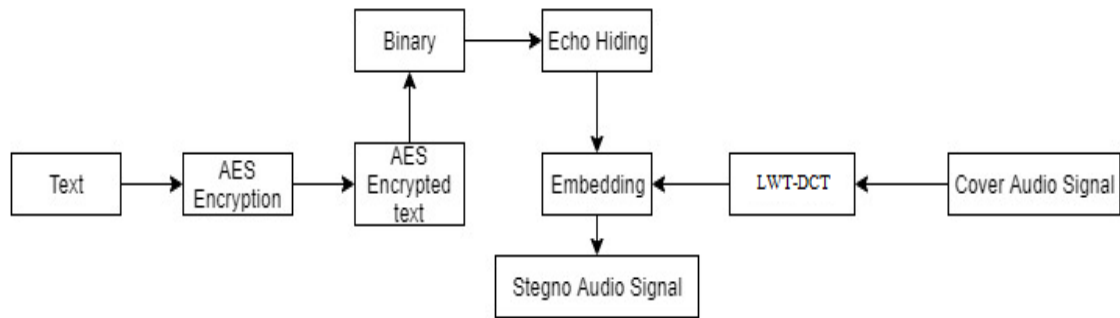 Binary
Echo Hiding
Text
AES
Encryption
AES
Encrypted
text
Embedding
LWT-DCT
Cover Audio Signal
Stegno Audio Signal